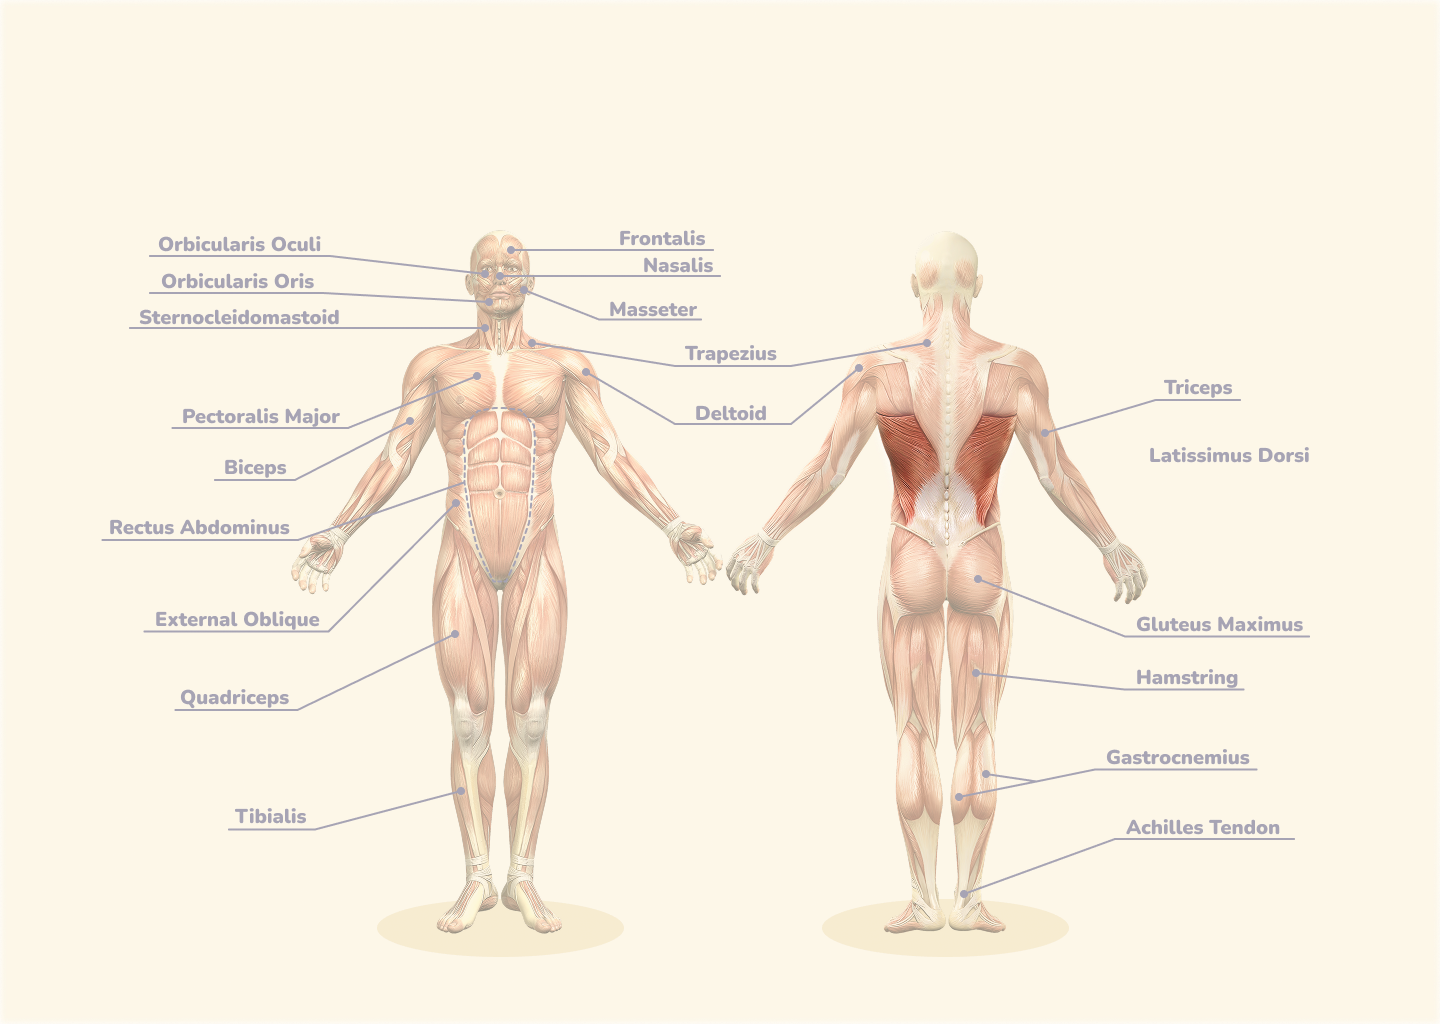 Orbicularis Oculi
Orbicularis Oris
Sternocleidomastoid
Pectoralis Major
Biceps
Rectus Abdominus
External Oblique
Quadriceps
Tibialis
Frontalis
Nasalis
Masseter
Trapezius
Deltoid
Triceps
Latissimus Dorsi
Gluteus Maximus
Hamstring
Gastrocnemius
Achilles Tendon